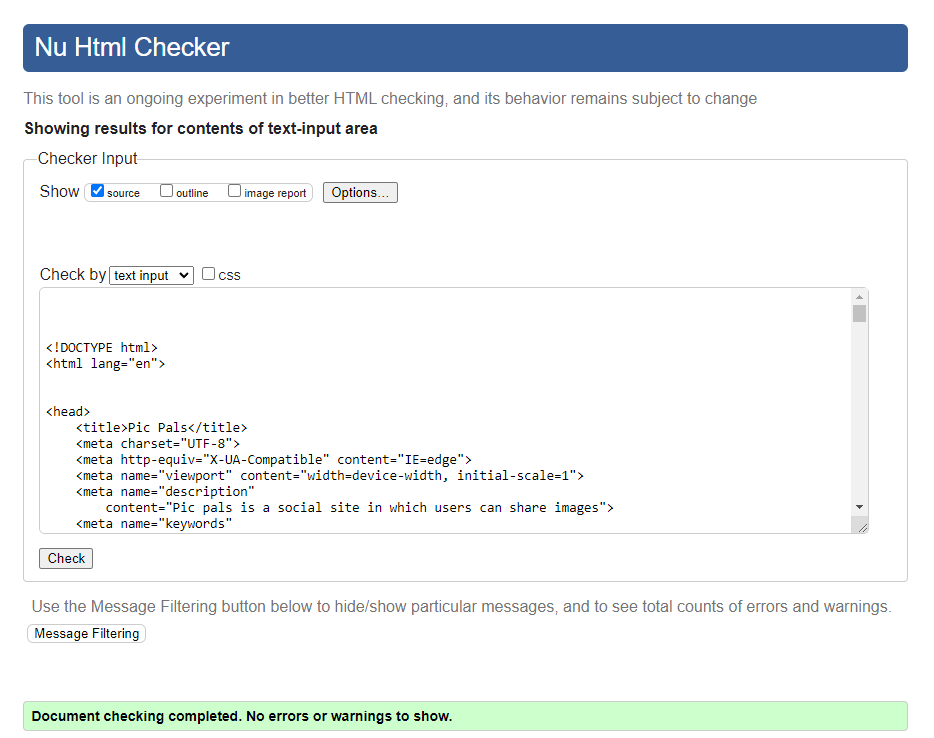 Nu Html Checker
This tool is an ongoing experiment in better HTML checking, and its behavior remains subject to change
Showing results for contents of text-input area
Checker Input
Show source outline image report Options...
Check by text input css
<!DOCTYPE html>
<html lang="en">
<head>
<title>Pic Pals</title>
<meta charset="UTF-8">
<meta http-equiv="X-UA-Compatible" content="IE=edge">
<meta name="viewport" content="width=device-width, initial-scale=1">
<meta name="description"
content="Pic pals is a social site in which users can share images">
<meta name="keywords"
Check
Use the Message Filtering button below to hide/show particular messages, and to see total counts of errors and warnings.
Message Filtering
Document checking completed. No errors or warnings to show.